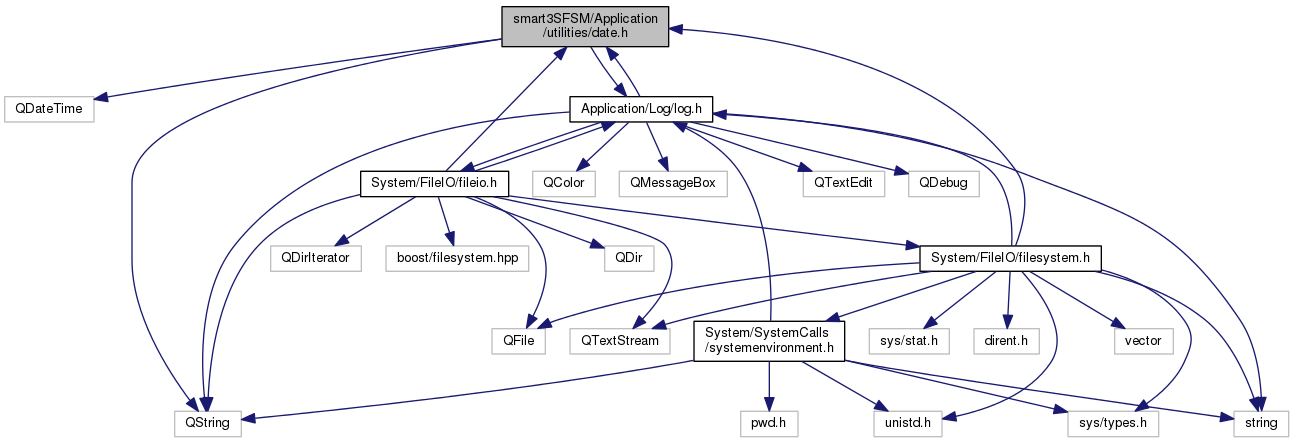 smart3SFSM/Application
/utilities/date.h
QDateTime
Application/Log/log.h
System/FileIO/fileio.h
QColor
QMessageBox
QTextEdit
QDebug
QDirIterator
boost/filesystem.hpp
QDir
System/FileIO/filesystem.h
QFile
QTextStream
System/SystemCalls
/systemenvironment.h
sys/stat.h
dirent.h
vector
QString
pwd.h
unistd.h
sys/types.h
string